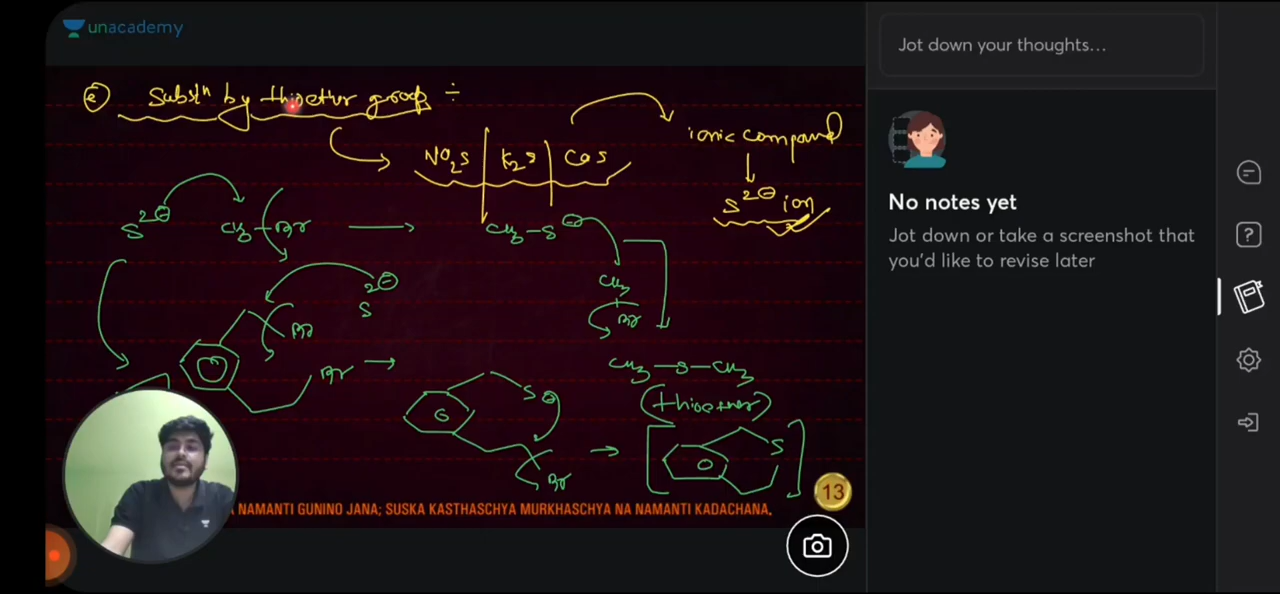 unacademy
(e) Substn by thioether group ÷
Na2S | K2S | CaS
ionic compound
S2⊖ ion
S2⊖ CH3-Br → CH3-S⊖
CH3
Br
S2⊖
Br
Br →
CH3-S-CH3
(thioether)
S⊖
Br → S
13
NAMANTI GUNINO JANA; SUSKA KASTHASCHYA MURKHASCHYA NA NAMANTI KADACHANA.
Jot down your thoughts...
No notes yet
Jot down or take a screenshot that
you'd like to revise later